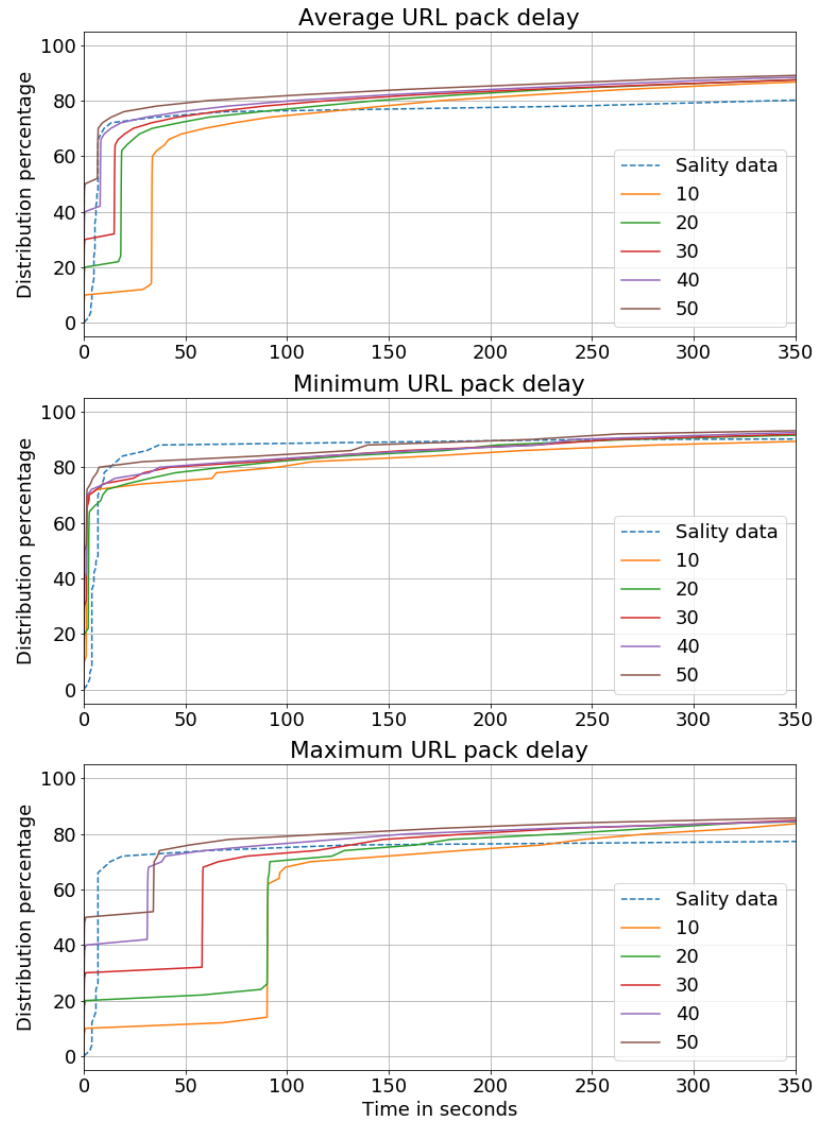 Average URL pack delay
Distribution percentage
100
80
60
40
20
0
Sality data
10
20
30
40
50
0 50 100 150 200 250 300 350
Minimum URL pack delay
Distribution percentage
100
80
60
40
20
0
Sality data
10
20
30
40
50
0 50 100 150 200 250 300 350
Maximum URL pack delay
Distribution percentage
100
80
60
40
20
0
Sality data
10
20
30
40
50
0 50 100 150 200 250 300 350
Time in seconds